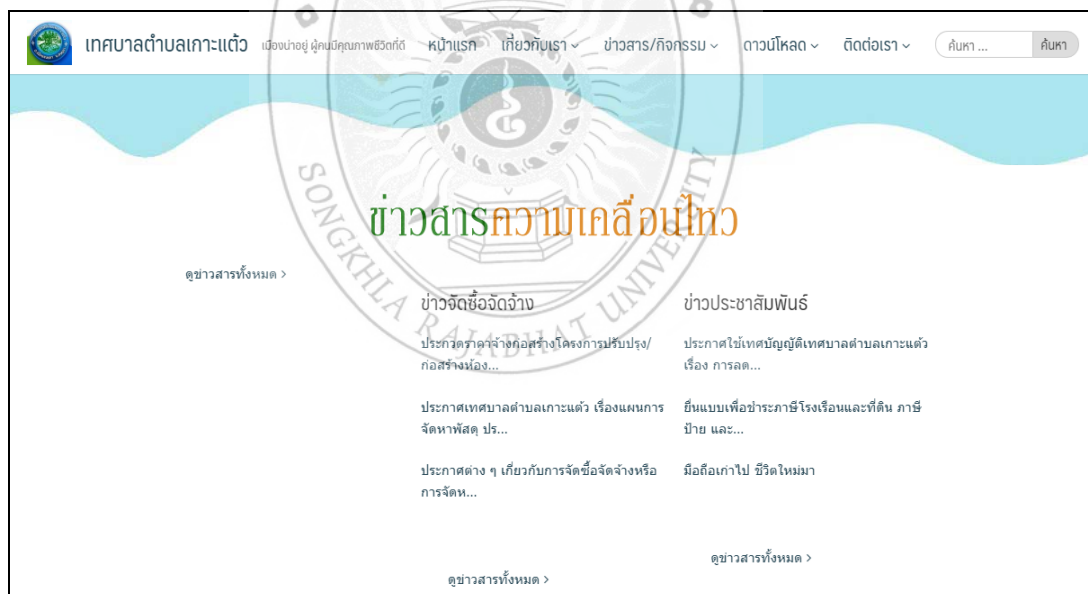 เทศบาลตำบลเกาะแต้ว เมืองน่าอยู่ ผู้คนมีคุณภาพชีวิตที่ดี หน้าแรก เกี่ยวกับเรา ข่าวสาร/กิจกรรม ดาวน์โหลด ติดต่อเรา ค้นหา ... ค้นหา
ข่าวสารความเคลื่อนไหว
ดูข่าวสารทั้งหมด >
ข่าวจัดซื้อจัดจ้าง
ประกวดราคาจ้างก่อสร้างโครงการปรับปรุง/
ก่อสร้างห้อง...
ประกาศเทศบาลตำบลเกาะแต้ว เรื่องแผนการ
จัดหาพัสดุ ปร...
ประกาศต่าง ๆ เกี่ยวกับการจัดซื้อจัดจ้างหรือ
การจัดห...
ดูข่าวสารทั้งหมด >
ข่าวประชาสัมพันธ์
ประกาศใช้เทศบัญญัติเทศบาลตำบลเกาะแต้ว
เรื่อง การลด...
ยื่นแบบเพื่อชำระภาษีโรงเรือนและที่ดิน ภาษี
ป้าย และ...
มือถือเก่าไป ชีวิตใหม่มา
ดูข่าวสารทั้งหมด >
SONGKHLA RAJABHAT UNIVERSITY